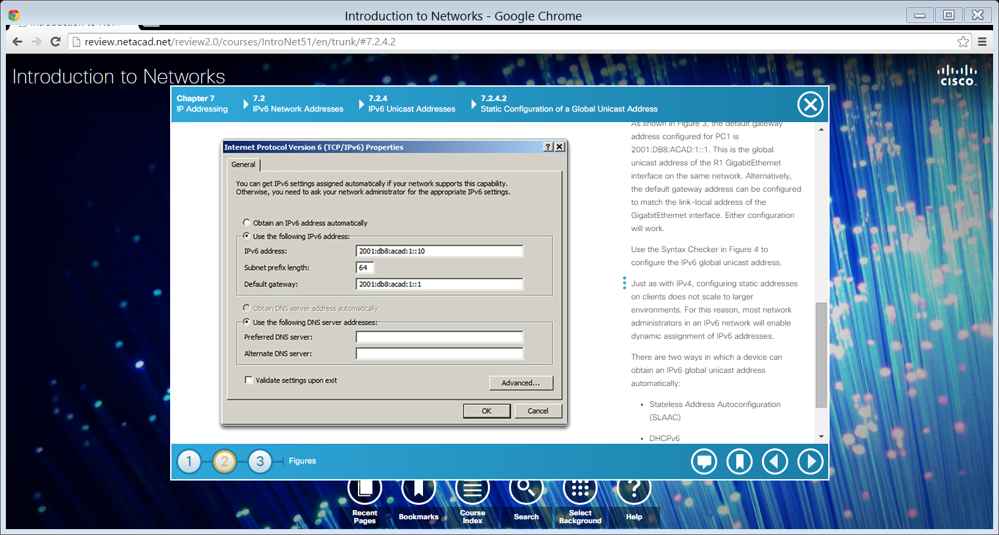 Introduction to Networks - Google Chrome
review.netacad.net/review2.0/courses/IntroNet51/en/trunk/#7.2.4.2
Introduction to Networks
CISCO
Chapter 7
IP Addressing
7.2
IPv6 Network Addresses
7.2.4
IPv6 Unicast Addresses
7.2.4.2
Static Configuration of a Global Unicast Address
Internet Protocol Version 6 (TCP/IPv6) Properties
General
You can get IPv6 settings assigned automatically if your network supports this capability.
Otherwise, you need to ask your network administrator for the appropriate IPv6 settings.
Obtain an IPv6 address automatically
Use the following IPv6 address:
IPv6 address:
2001:db8:acad:1::10
Subnet prefix length:
64
Default gateway:
2001:db8:acad:1::1
Obtain DNS server address automatically
Use the following DNS server addresses:
Preferred DNS server:
Alternate DNS server:
Validate settings upon exit
Advanced...
OK
Cancel
As shown in Figure 3, the default gateway
address configured for PC1 is
2001:DB8:ACAD:1::1. This is the global
unicast address of the R1 GigabitEthernet
interface on the same network. Alternatively,
the default gateway address can be configured
to match the link-local address of the
GigabitEthernet interface. Either configuration
will work.
Use the Syntax Checker in Figure 4 to
configure the IPv6 global unicast address.
Just as with IPv4, configuring static addresses
on clients does not scale to larger
environments. For this reason, most network
administrators in an IPv6 network will enable
dynamic assignment of IPv6 addresses.
There are two ways in which a device can
obtain an IPv6 global unicast address
automatically:
• Stateless Address Autoconfiguration
(SLAAC)
• DHCPv6
1
2
3
Figures
Recent
Pages
Bookmarks
Course
Index
Search
Select
Background
Help